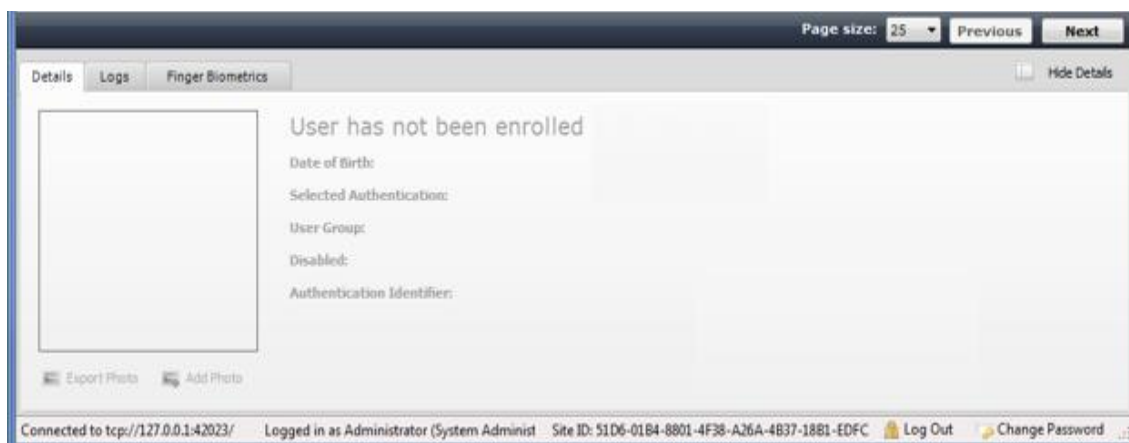 Page size: 25 Previous Next
Details Logs Finger Biometrics Hide Details
User has not been enrolled
Date of Birth:
Selected Authentication:
User Group:
Disabled:
Authentication Identifier:
Export Photo Add Photo
Connected to tcp://127.0.0.1:42023/ Logged in as Administrator (System Administ Site ID: 51D6-01B4-8801-4F38-A26A-4B37-18B1-EDFC Log Out Change Password